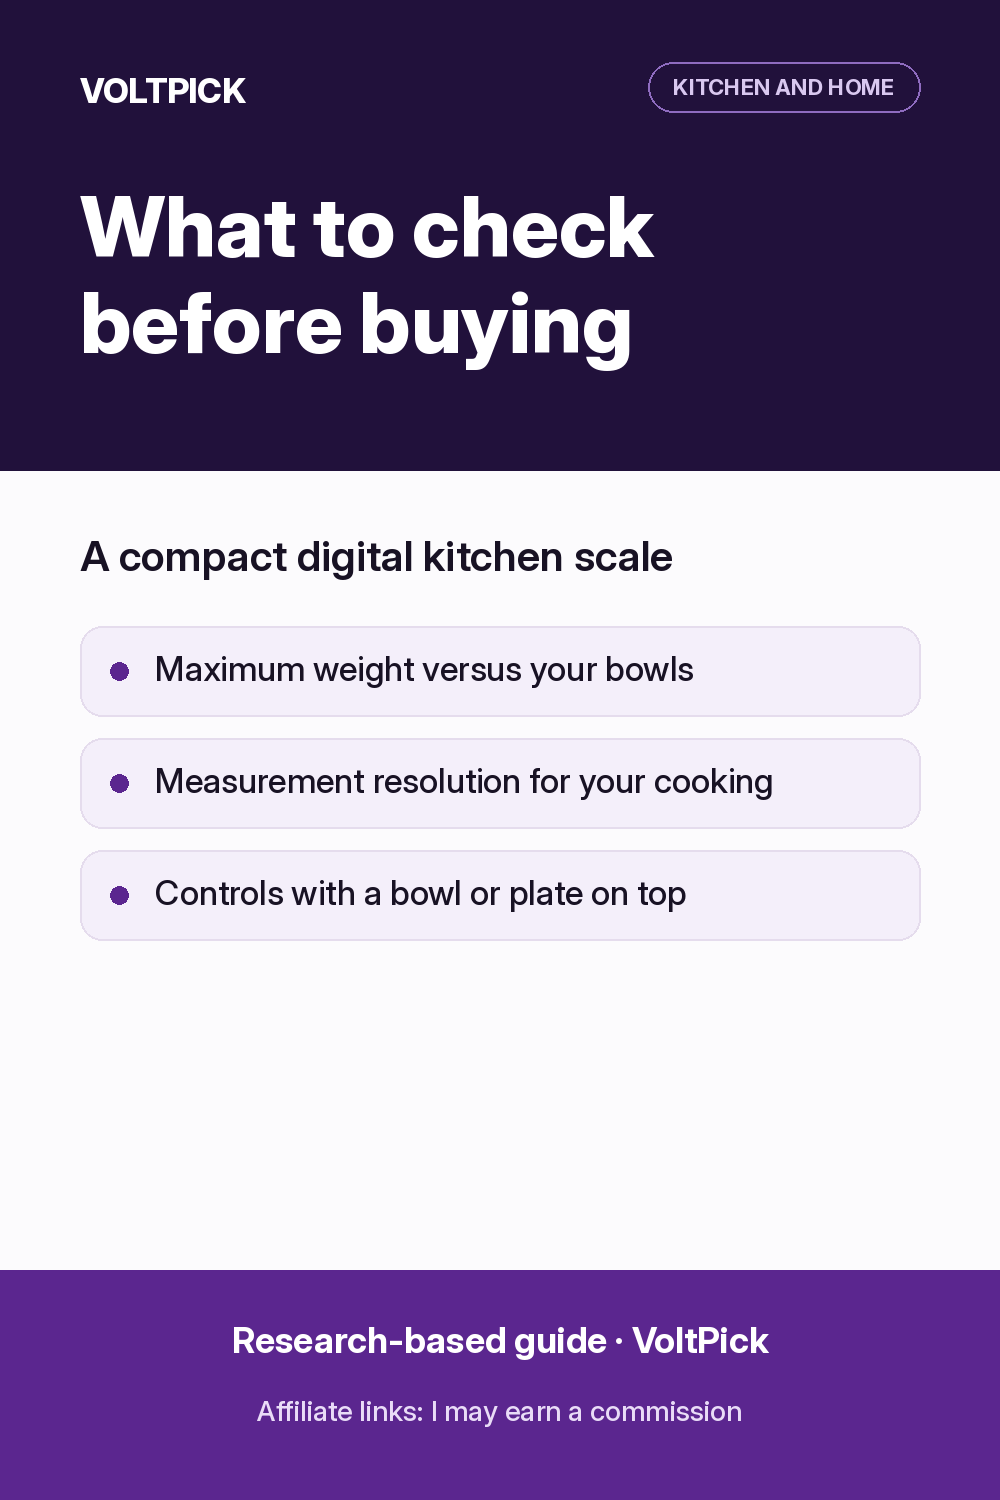 VOLTPICK
KITCHEN AND HOME
What to check
before buying
A compact digital kitchen scale
Maximum weight versus your bowls
Measurement resolution for your cooking
Controls with a bowl or plate on top
Research-based guide · VoltPick
Affiliate links: I may earn a commission